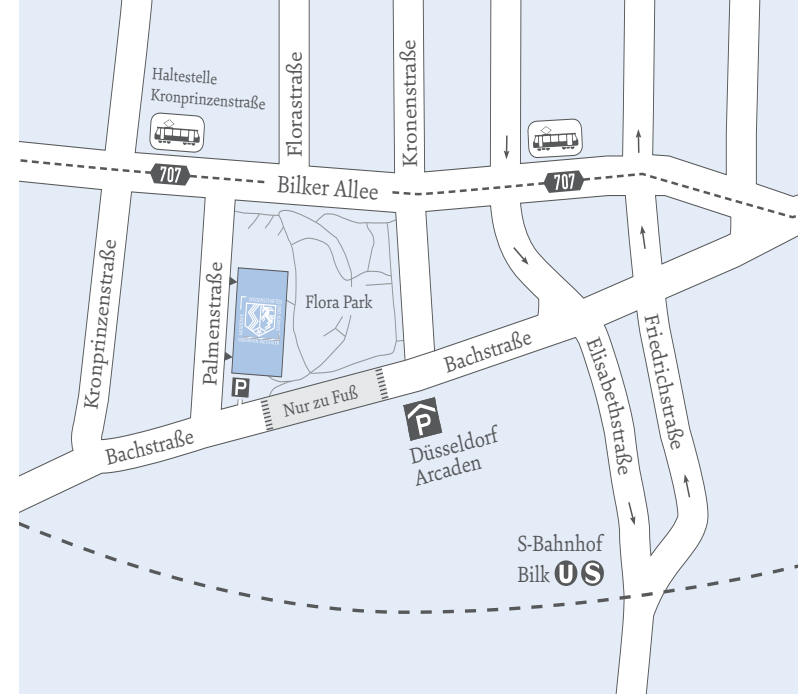 Haltestelle
Kronprinzenstraße
Florastraße
Kronenstraße
707
Bilker Allee
707
Kronprinzenstraße
Palmenstraße
Flora Park
P
Nur zu Fuß
Bachstraße
Bachstraße
Elisabethstraße
Friedrichstraße
P
Düsseldorf
Arcaden
S-Bahnhof
Bilk U S